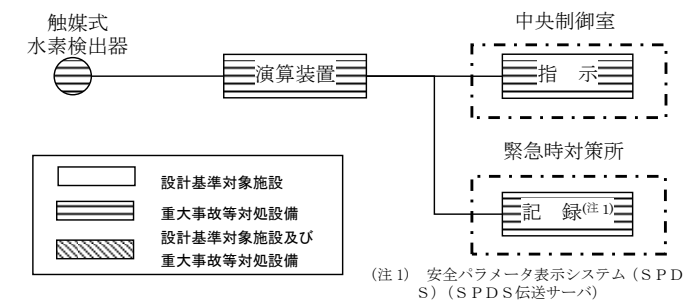 触媒式
水素検出器
演算装置
中央制御室
指　示
緊急時対策所
記　録(注 1)
設計基準対象施設
重大事故等対処設備
設計基準対象施設及び
重大事故等対処設備
(注 1)　安全パラメータ表示システム（ＳＰＤ
Ｓ）（ＳＰＤＳ伝送サーバ）